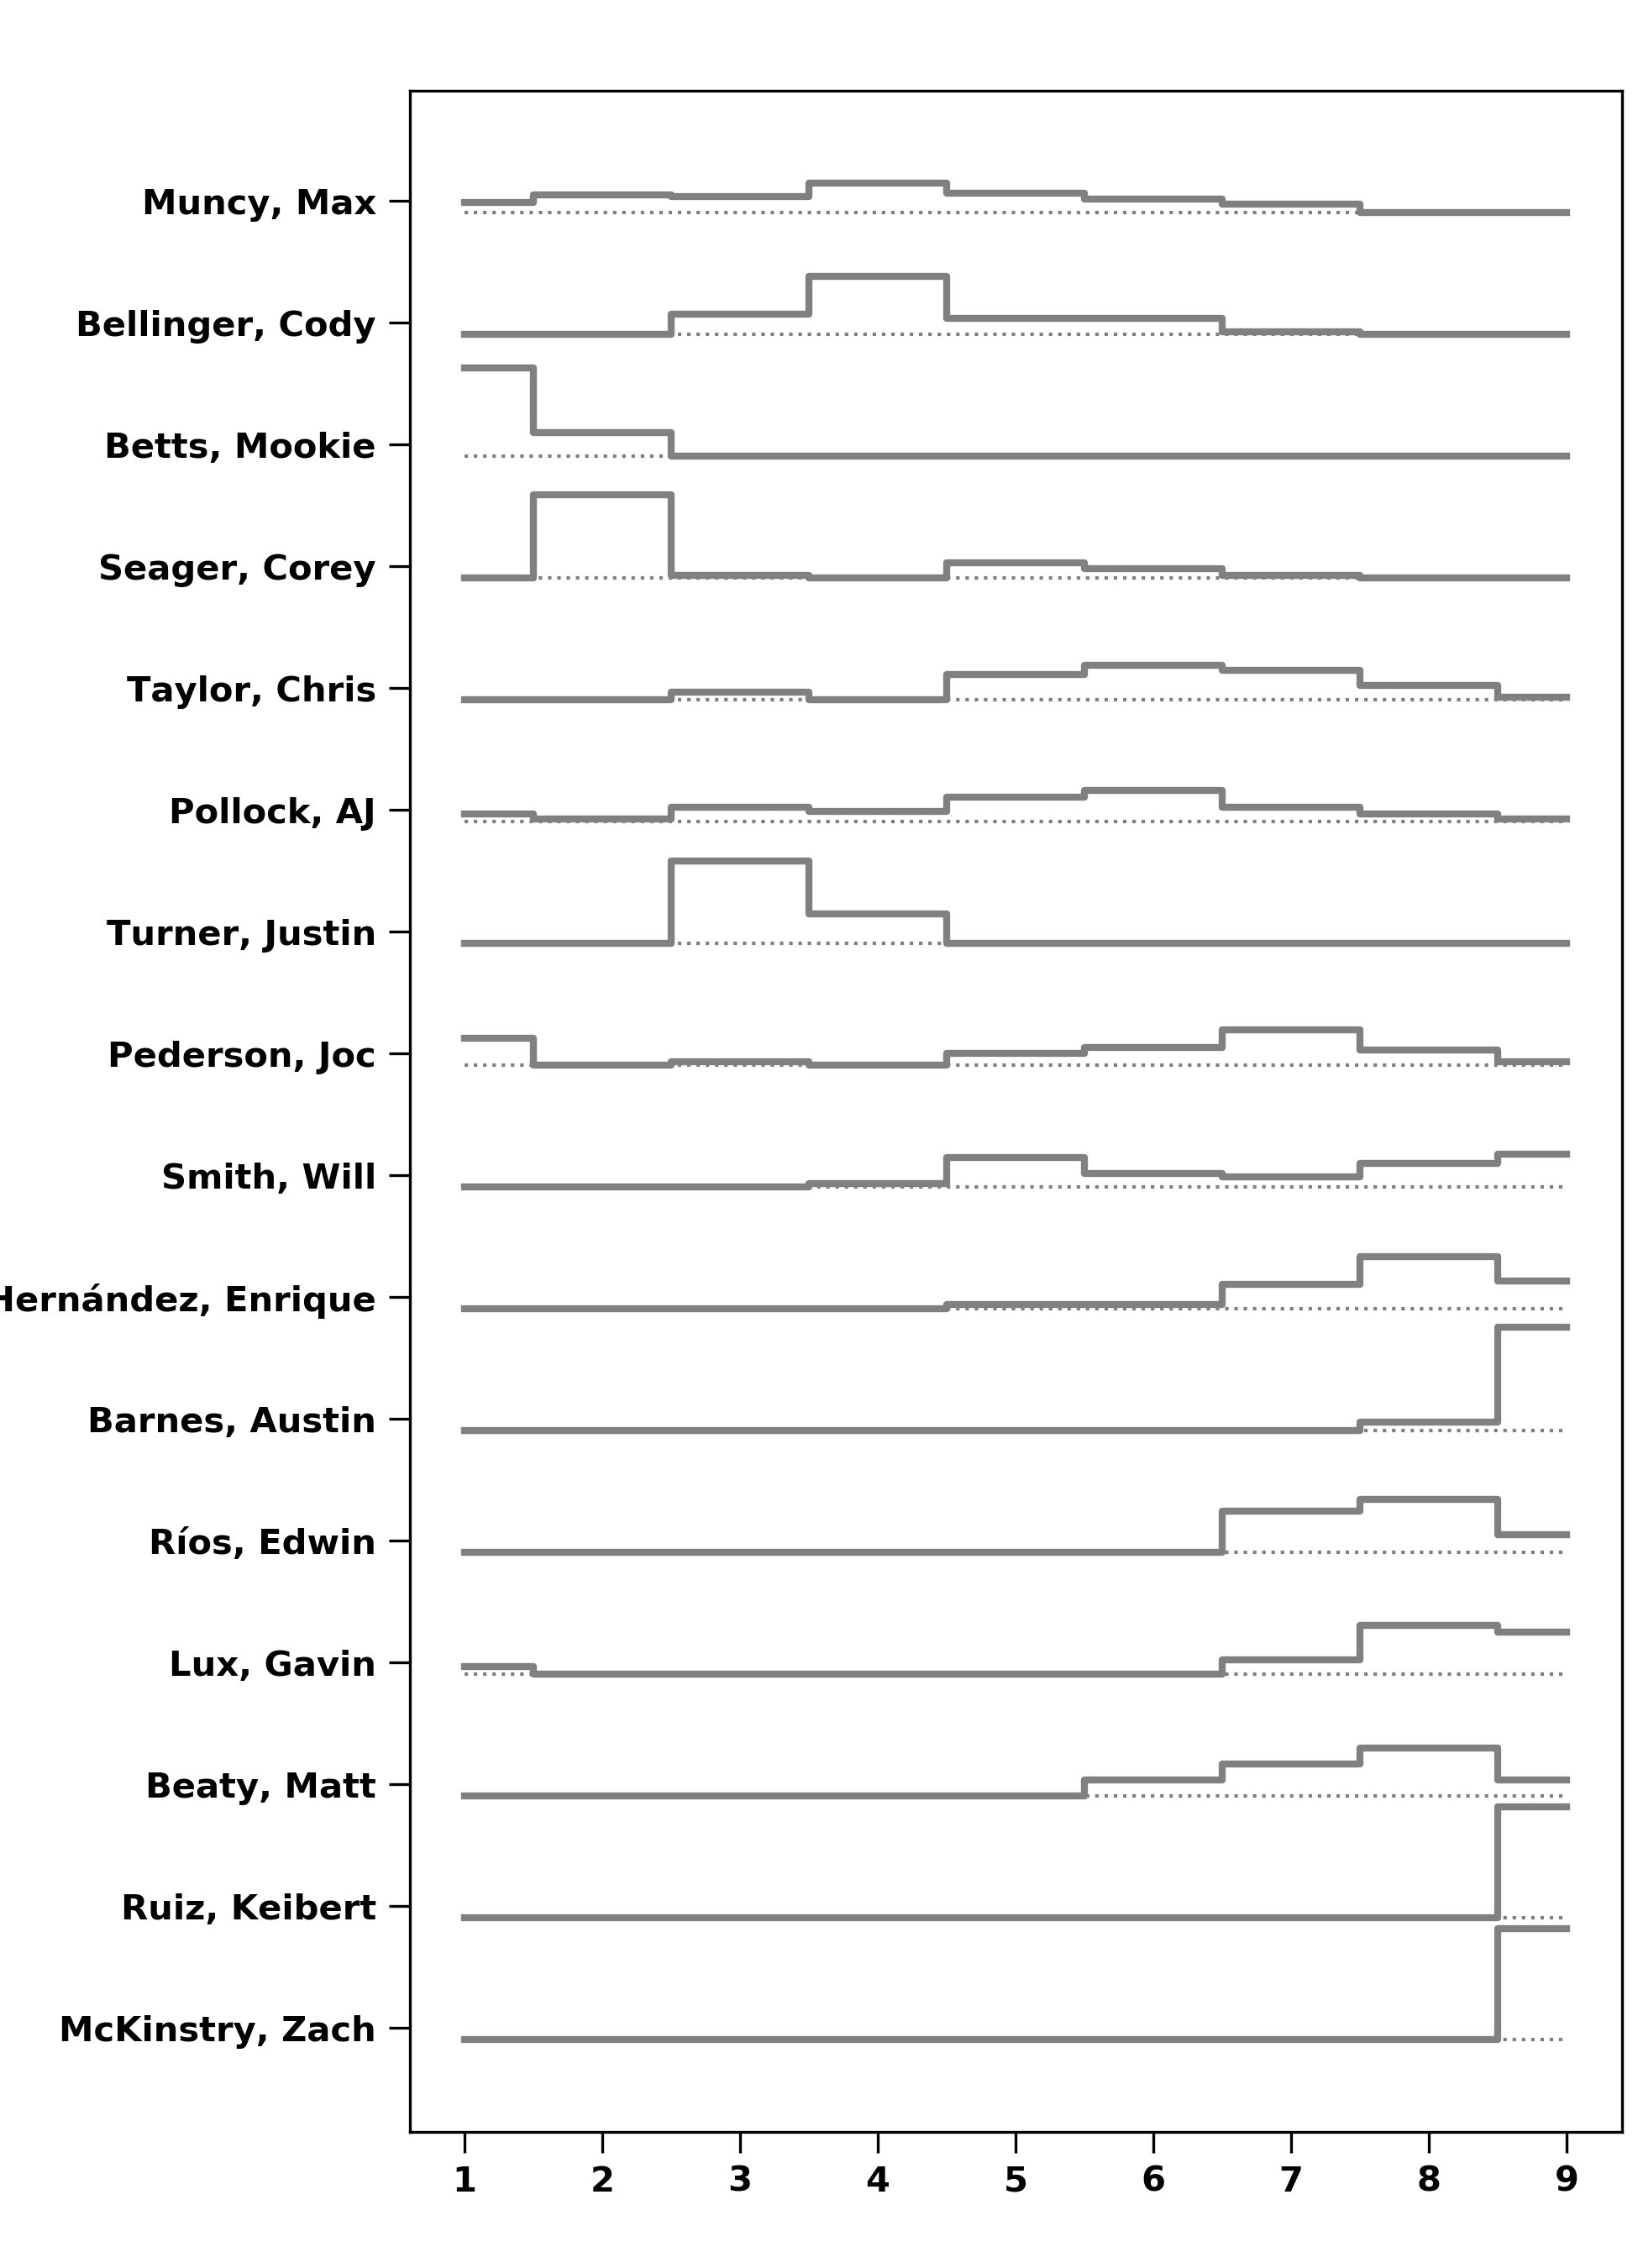 Muncy, Max
Bellinger, Cody
Betts, Mookie
Seager, Corey
Taylor, Chris
Pollock, AJ
Turner, Justin
Pederson, Joc
Smith, Will
Hernández, Enrique
Barnes, Austin
Ríos, Edwin
Lux, Gavin
Beaty, Matt
Ruiz, Keibert
McKinstry, Zach
1 2 3 4 5 6 7 8 9